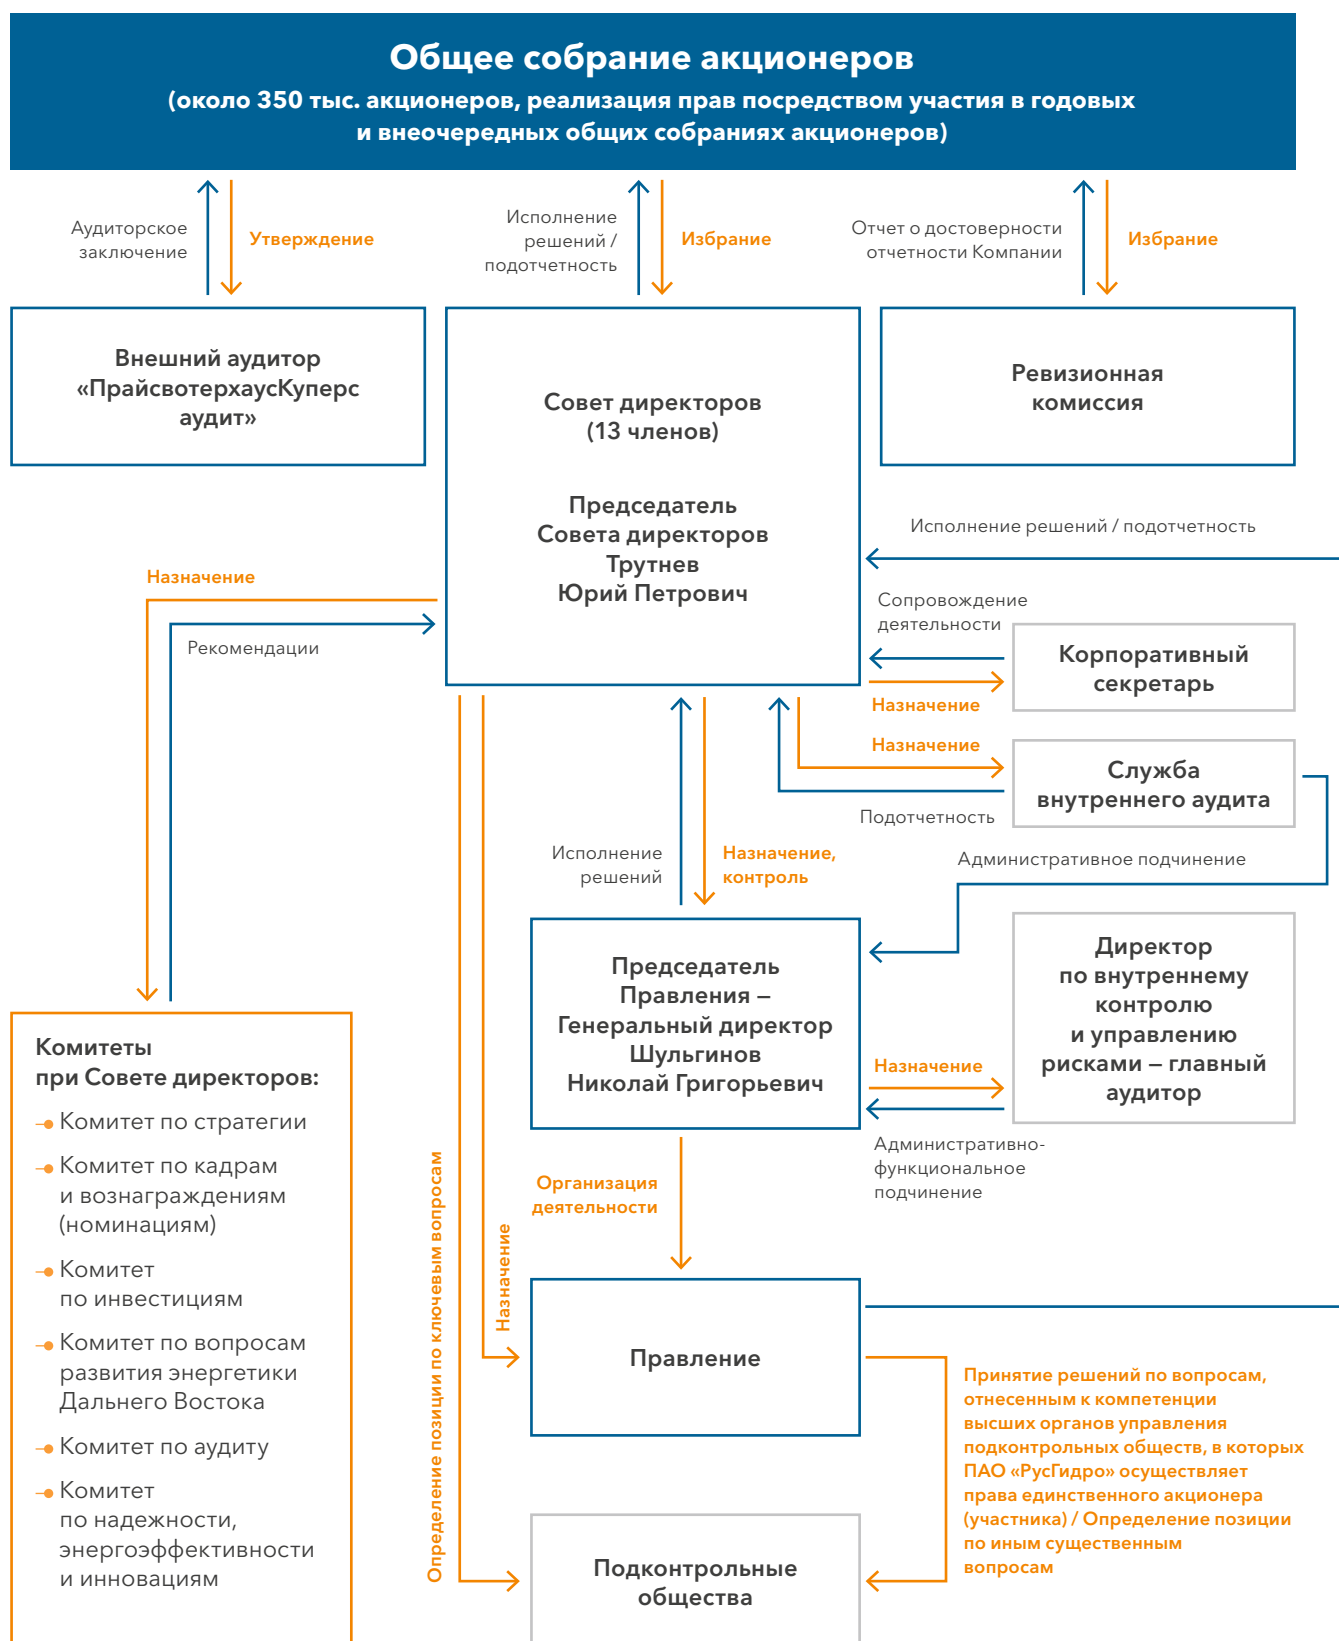 Общее собрание акционеров
(около 350 тыс. акционеров, реализация прав посредством участия в годовых
и внеочередных общих собраниях акционеров)
Аудиторское
заключение
Утверждение
Исполнение
решений /
подотчетность
Избрание
Отчет о достоверности
отчетности Компании
Избрание
Внешний аудитор
«ПрайсвотерхаусКуперс
аудит»
Совет директоров
(13 членов)
Председатель
Совета директоров
Трутнев
Юрий Петрович
Ревизионная
комиссия
Исполнение решений / подотчетность
Назначение
Рекомендации
Сопровождение
деятельности
Назначение
Корпоративный
секретарь
Назначение
Подотчетность
Служба
внутреннего аудита
Исполнение
решений
Назначение,
контроль
Административное подчинение
Председатель
Правления –
Генеральный директор
Шульгинов
Николай Григорьевич
Директор
по внутреннему
контролю
и управлению
рисками – главный
аудитор
Назначение
Административно-
функциональное
подчинение
Комитеты
при Совете директоров:
Комитет по стратегии
Комитет по кадрам
и вознаграждениям
(номинациям)
Комитет
по инвестициям
Комитет по вопросам
развития энергетики
Дальнего Востока
Комитет по аудиту
Комитет
по надежности,
энергоэффективности
и инновациям
Определение позиции по ключевым вопросам
Назначение
Организация
деятельности
Правление
Принятие решений по вопросам,
отнесенным к компетенции
высших органов управления
подконтрольных обществ, в которых
ПАО «РусГидро» осуществляет
права единственного акционера
(участника) / Определение позиции
по иным существенным
вопросам
Подконтрольные
общества